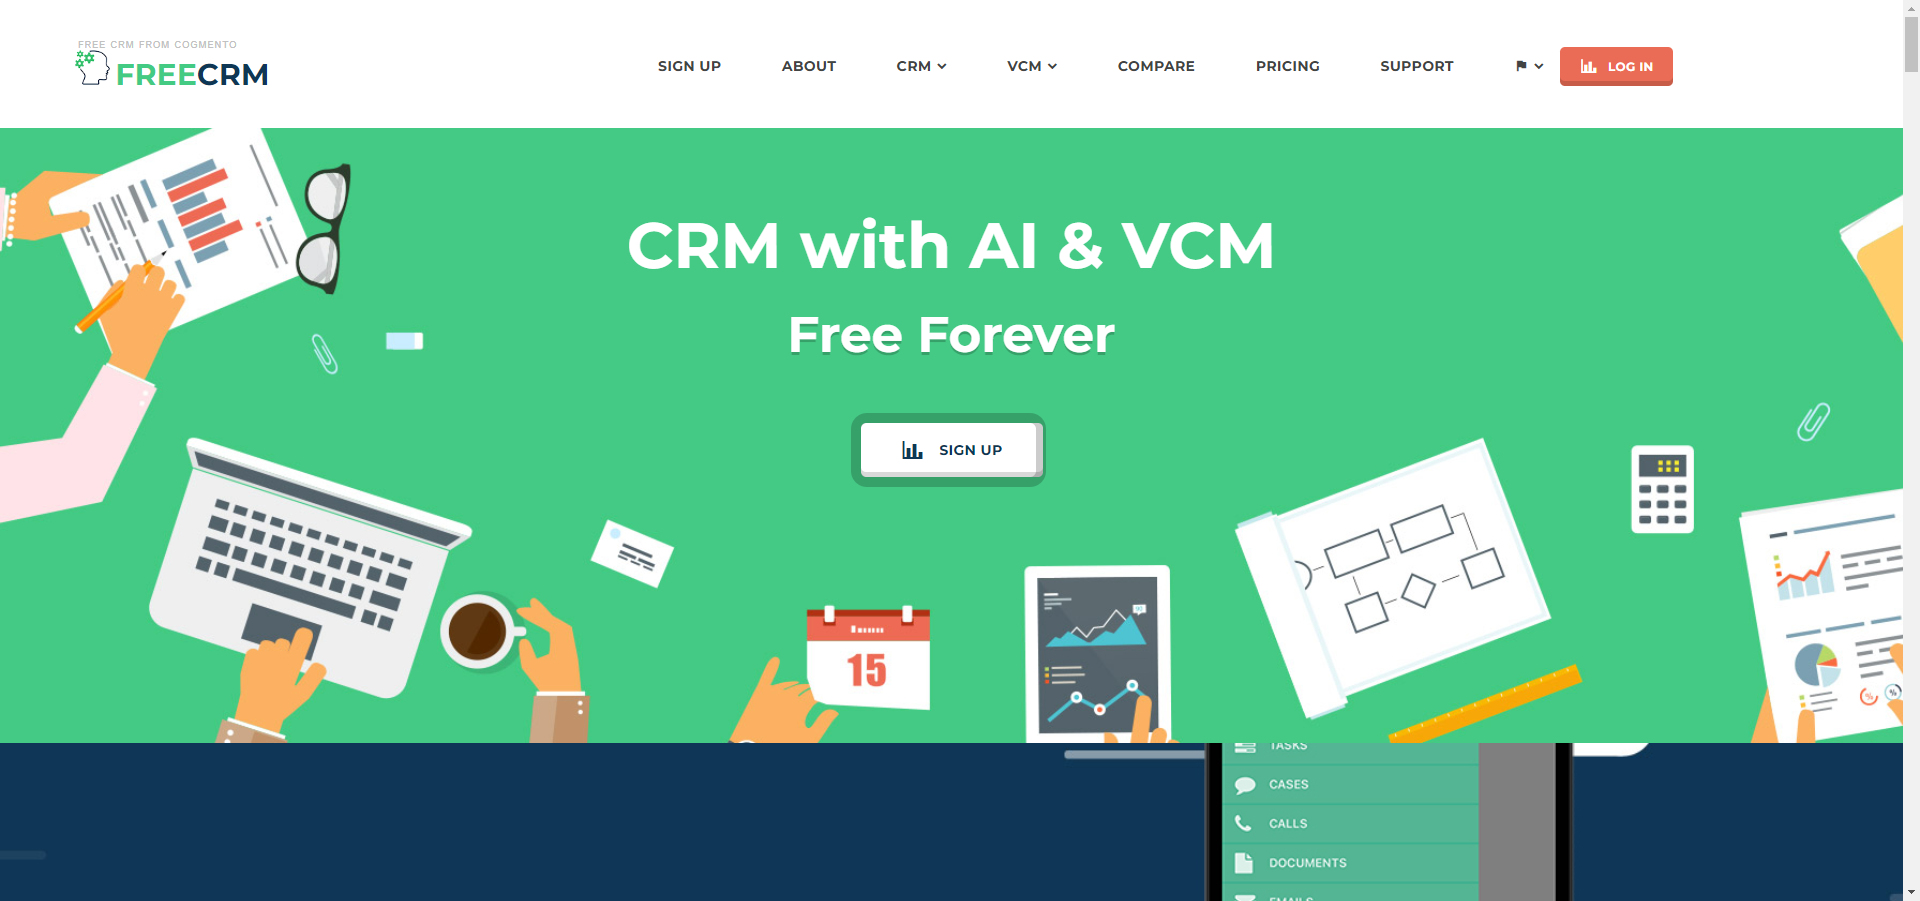 FREE CRM FROM COGMENTO
FREECRM
SIGN UP
ABOUT
CRM
VCM
COMPARE
PRICING
SUPPORT
LOG IN
CRM with AI & VCM
Free Forever
SIGN UP
15
%
%
TASKS
CASES
CALLS
DOCUMENTS
EMAILS